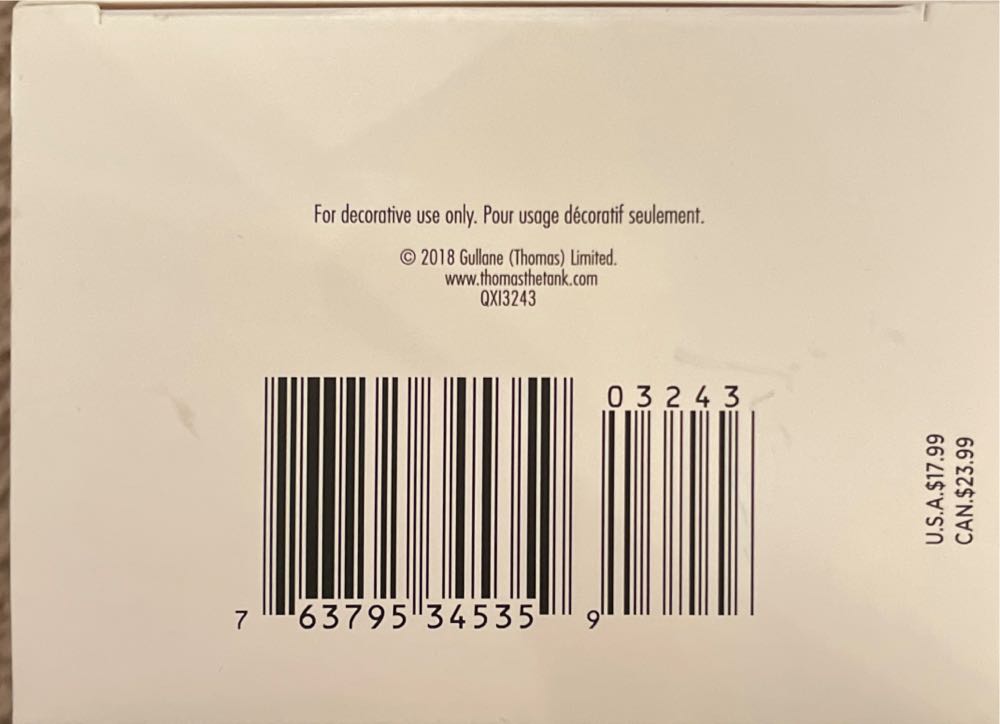 For decorative use only. Pour usage décoratif seulement.
© 2018 Gullane (Thomas) Limited.
www.thomasthetank.com
QXI3243
03243
7 63795 34535 9
U.S.A.$17.99
CAN.$23.99